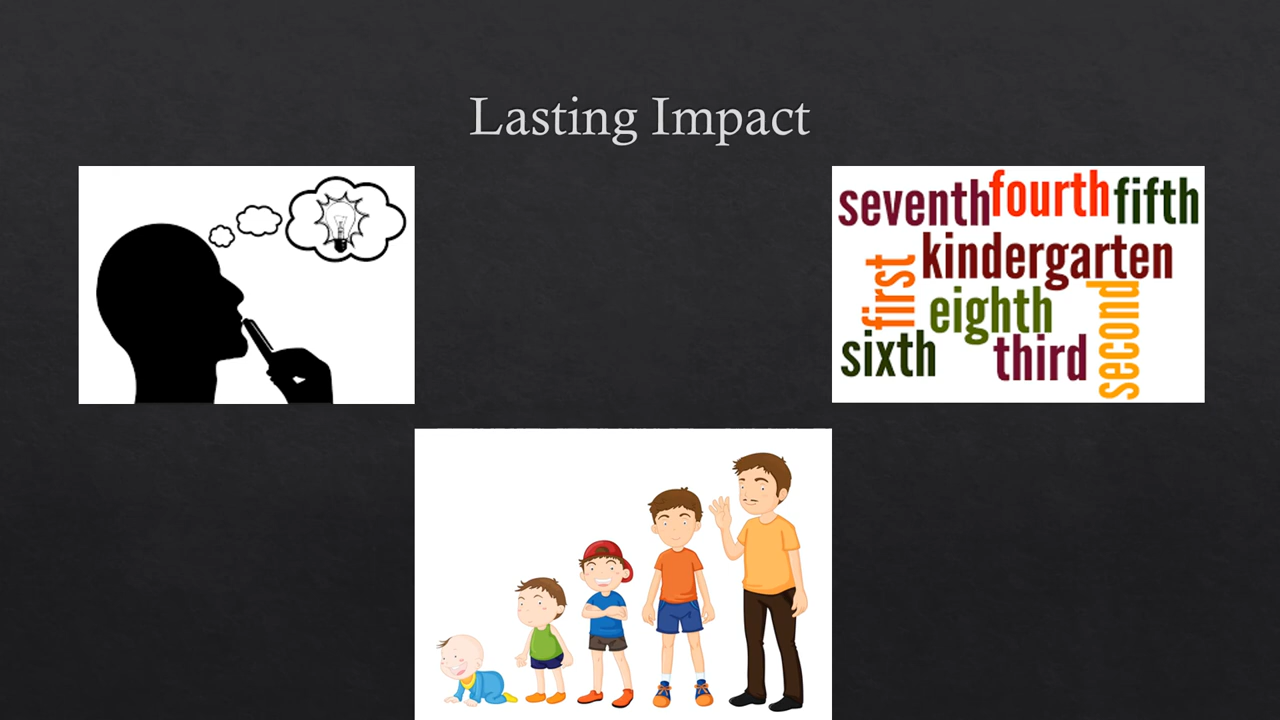 Lasting Impact
seventh fourth fifth
first kindergarten
eighth second
sixth third